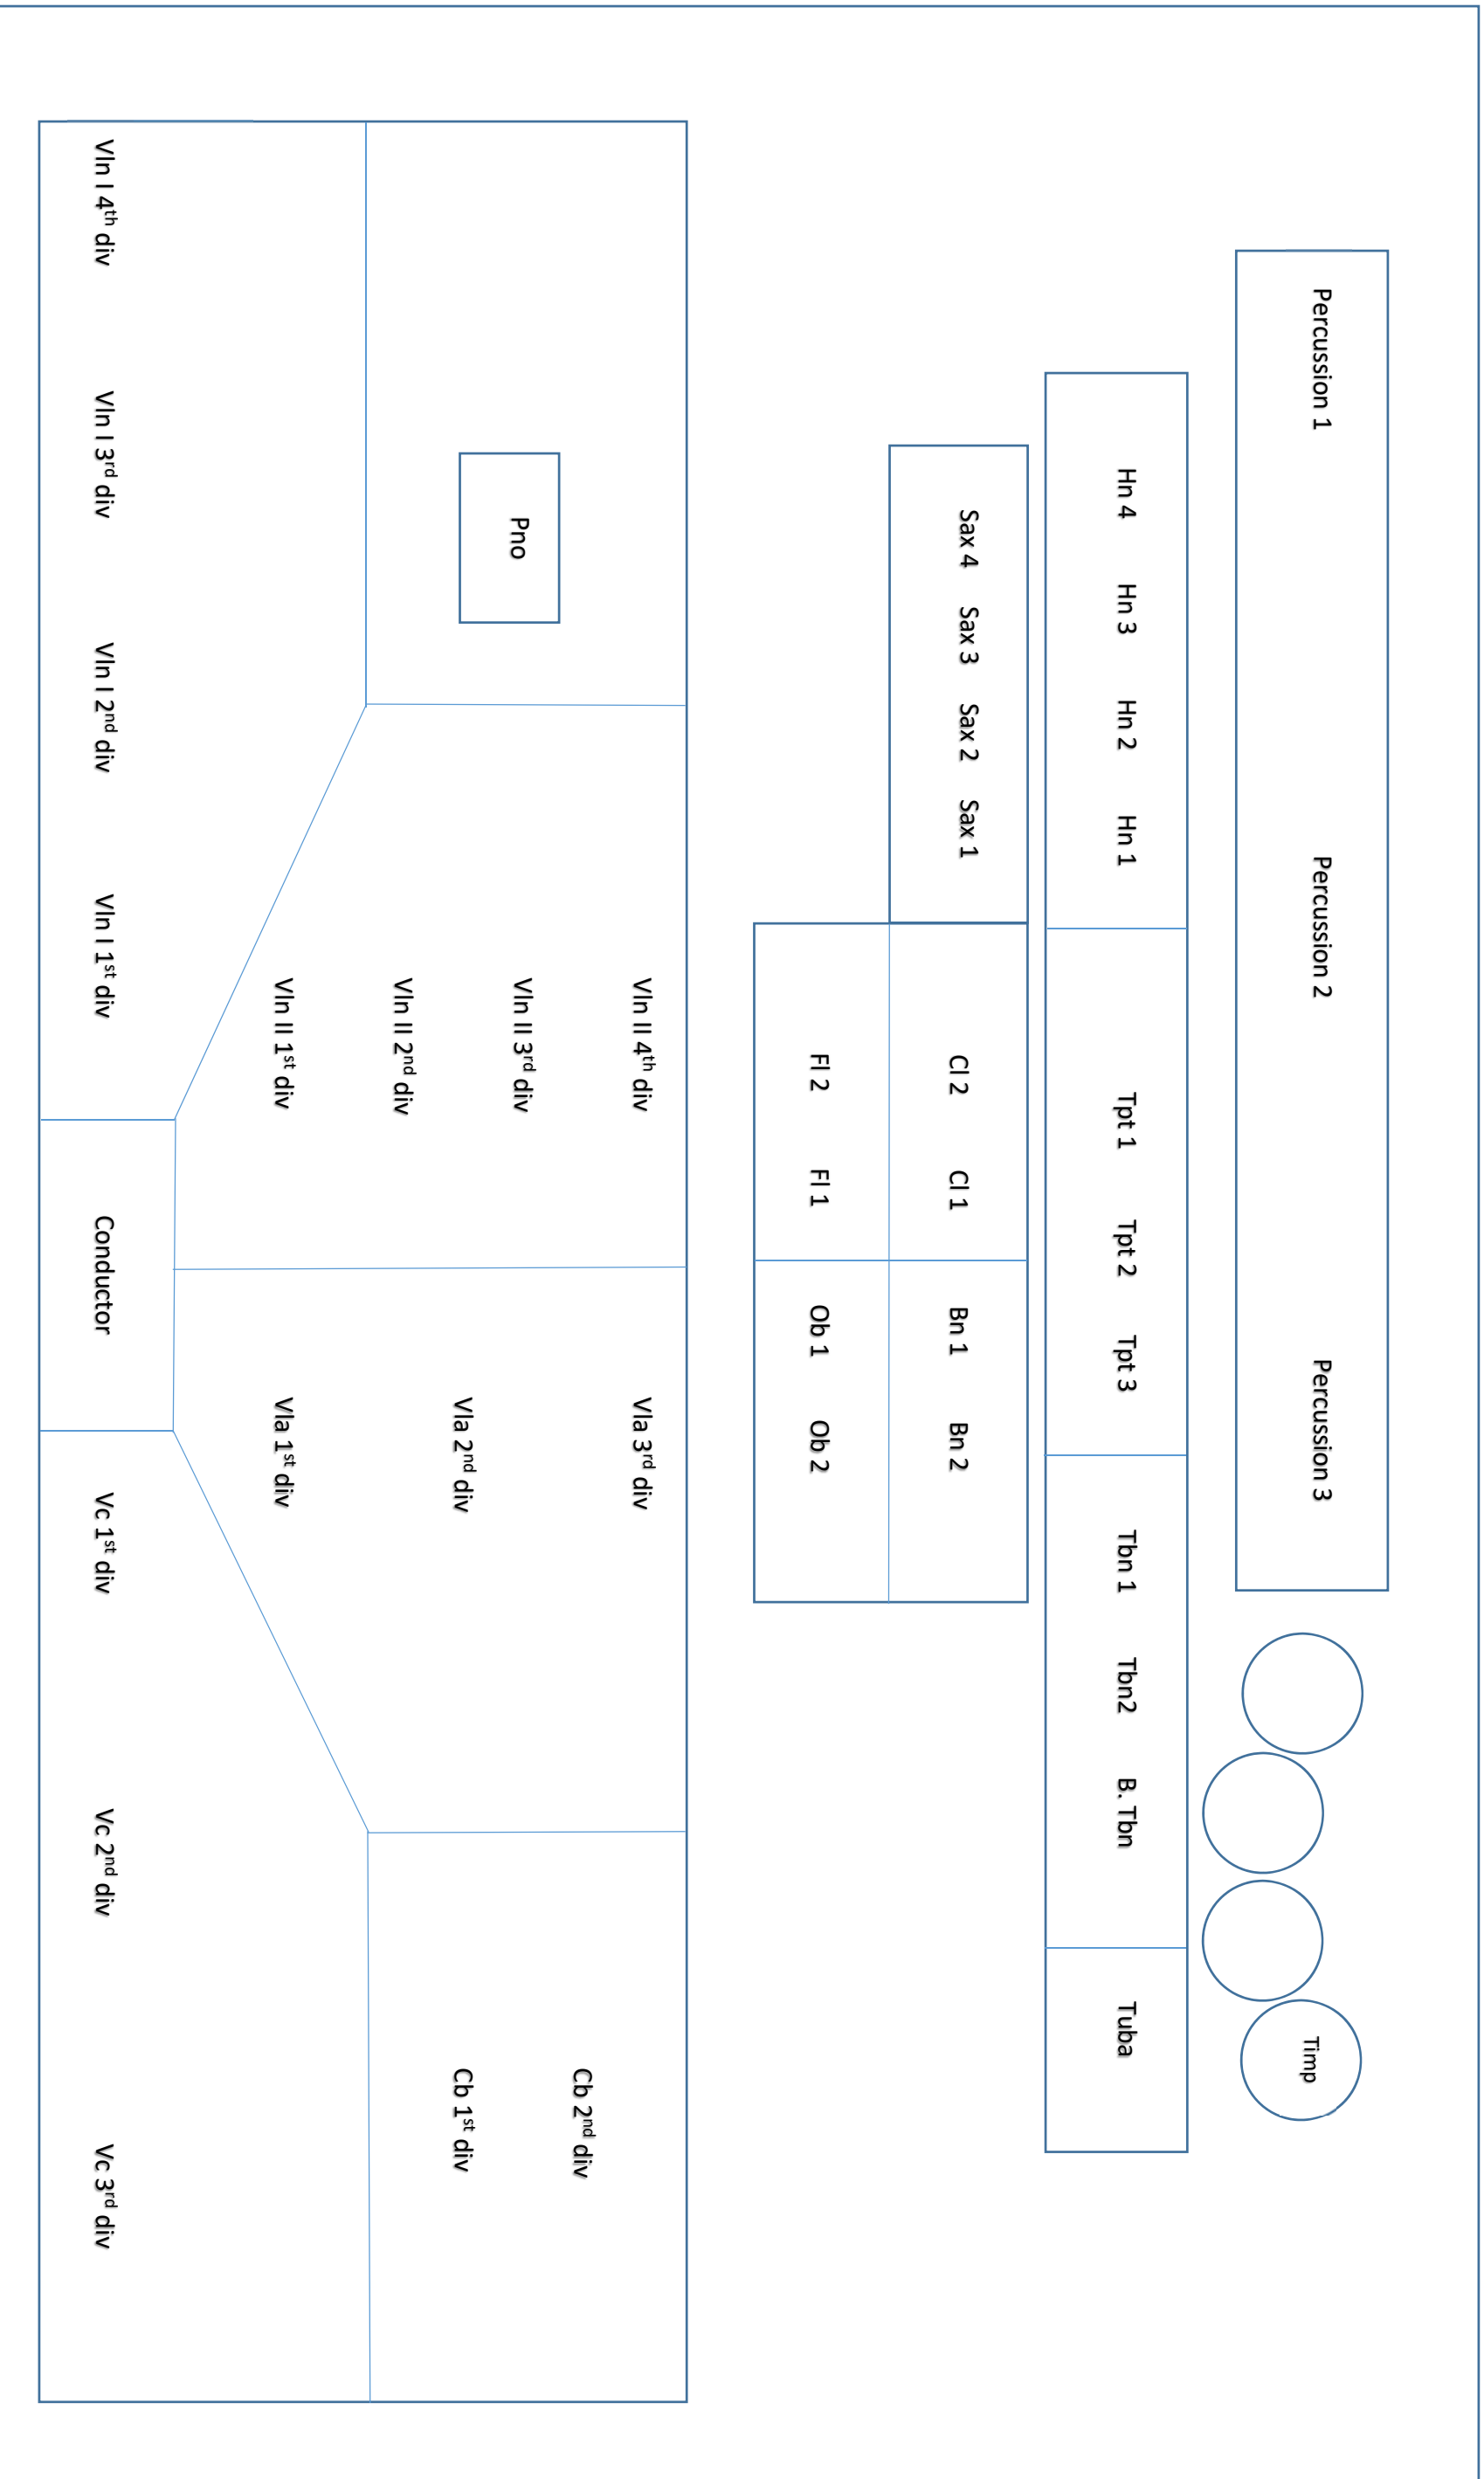 Percussion 1 Percussion 2 Percussion 3 Timp
Hn 4 Hn 3 Hn 2 Hn 1 Tpt 1 Tpt 2 Tpt 3 Tbn 1 Tbn2 B. Tbn Tuba
Sax 4 Sax 3 Sax 2 Sax 1 Cl 2 Cl 1 Bn 1 Bn 2
Fl 2 Fl 1 Ob 1 Ob 2
Vln II 4th div Vla 3rd div
Cb 2nd div
Pno Vln II 3rd div
Vln II 2nd div Vla 2nd div Cb 1st div
Vln II 1st div Vla 1st div
Vln I 4th div Vln I 3rd div Vln I 2nd div Vln I 1st div Conductor Vc 1st div Vc 2nd div Vc 3rd div